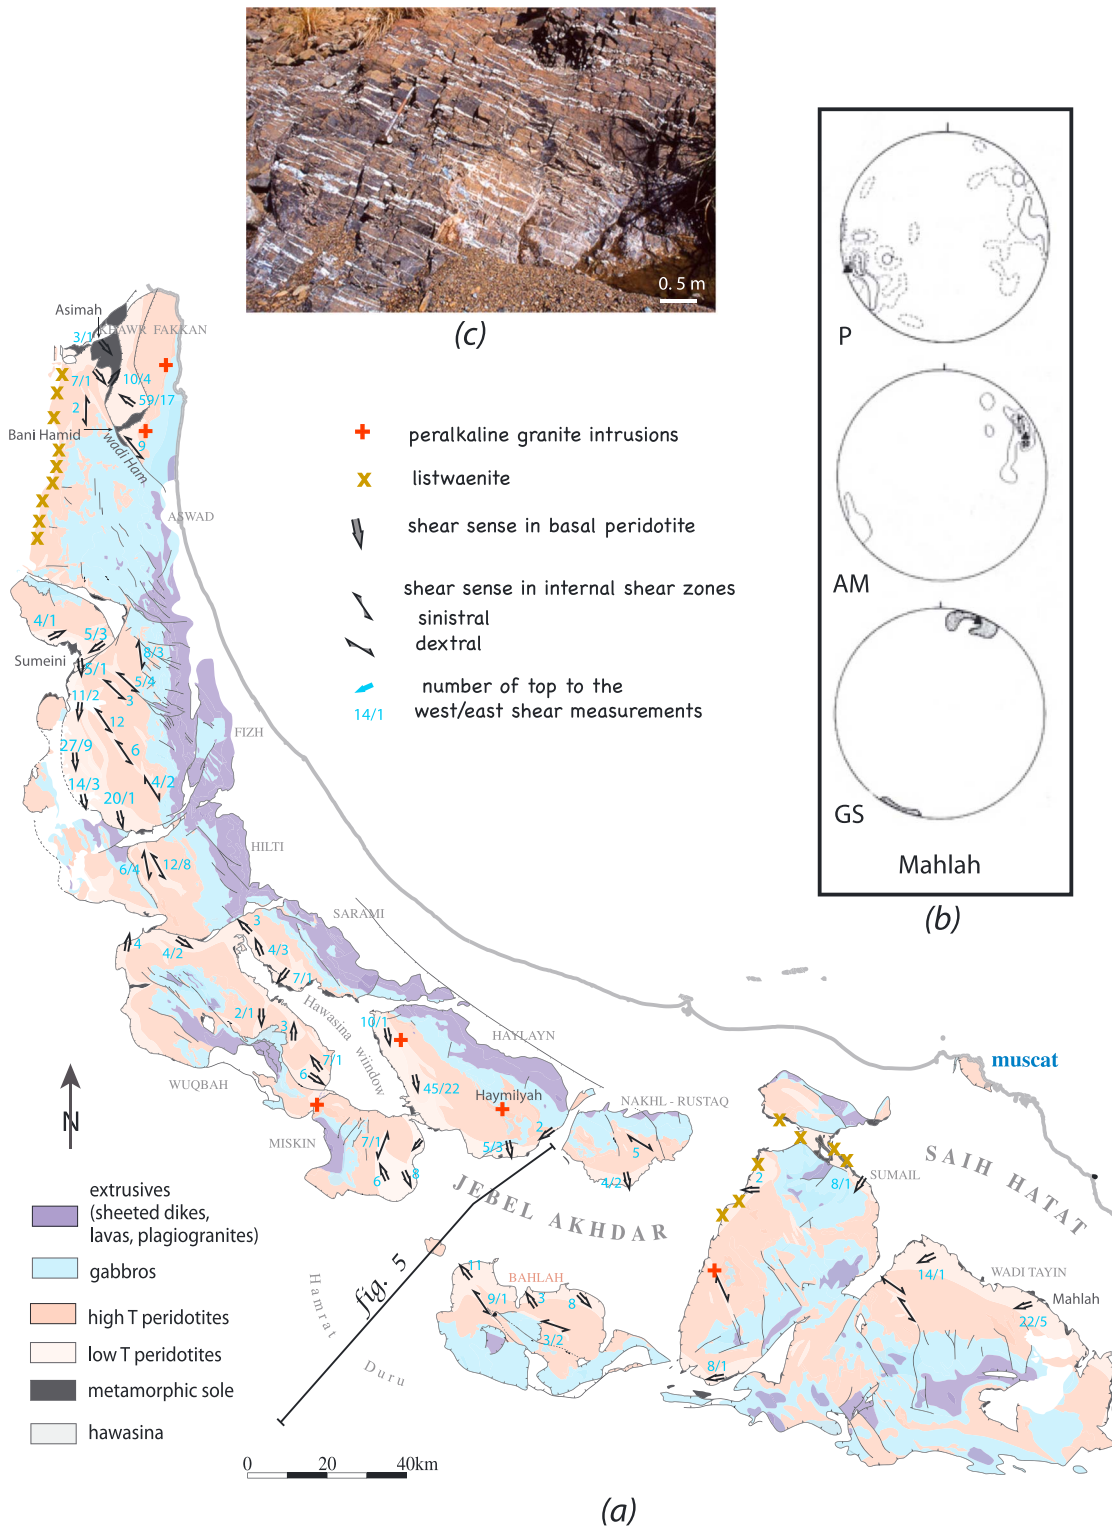 0. 5 m
(c)
P
AM
GS
Mahlah
(b)
Asimah
3/1
KHAWR FAKKAN
7/1
10/4
2
59/17
Bani Hamid
9
wadi Ham
ASWAD
peralkaline granite intrusions
listwaenite
shear sense in basal peridotite
shear sense in internal shear zones
sinistral
dextral
number of top to the
14/1
west/east shear measurements
4/1
5/3
8/3
Sumeini
5/1
5/4
11/2
3
12
27/9
6
FIZH
14/3
4/2
20/1
HILTI
6/4
12/8
SARAMI
3
4
4/2
4/3
7/1
Hawasina wiindow
2/1
3
10/1
HAYLAYN
7/1
6
45/22
Haymilyah
WUQBAH
NAKHL - RUSTAQ
muscat
N
MISKIN
7/1
2
5/3
5
8
6
4/2
2
8/1
SUMAIL
SAIH HATAT
JEBEL AKHDAR
fig. 5
Hamrat
Duru
11
BAHLAH
9/1
3
8
3/2
14/1
WADI TAYIN
Mahlah
22/5
8/1
extrusives
(sheeted dikes,
lavas, plagiogranites)
gabbros
high T peridotites
low T peridotites
metamorphic sole
hawasina
0 20 40km
(a)